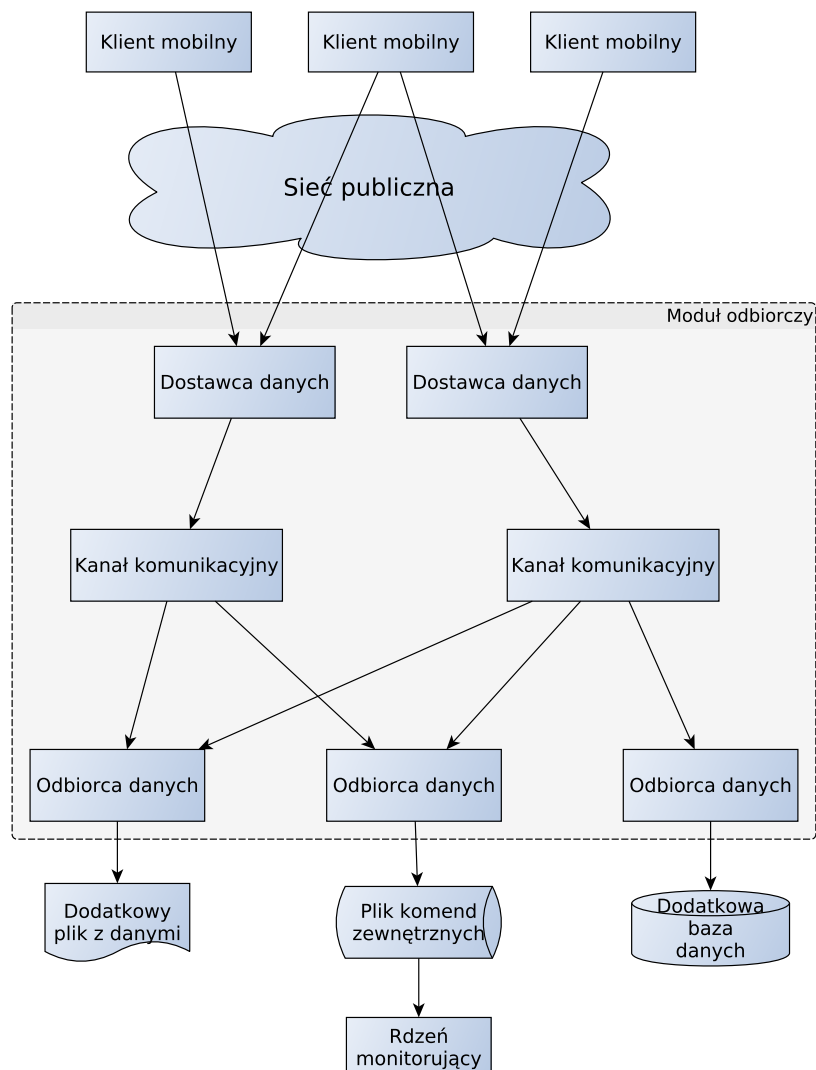 Klient mobilny
Klient mobilny
Klient mobilny
Sieć publiczna
Moduł odbiorczy
Dostawca danych
Dostawca danych
Kanał komunikacyjny
Kanał komunikacyjny
Odbiorca danych
Odbiorca danych
Odbiorca danych
Dodatkowy
plik z danymi
Plik komend
zewnętrznych
Dodatkowa
baza
danych
Rdzeń
monitorujący